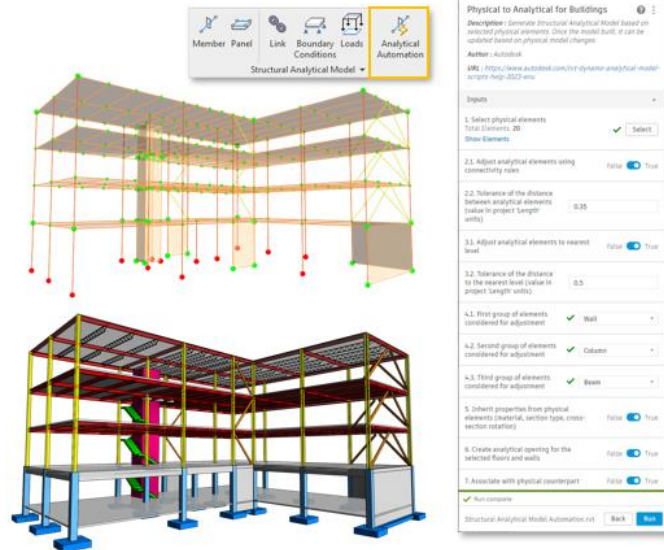 Member
Panel
Link
Boundary
Conditions
Loads
Analytical
Automation
Structural Analytical Model
Physical to Analytical for Buildings
Description : Generate Structural Analytical Model based on
selected physical elements. Once the model built, it can be
updated based on physical model changes.
Author : Autodesk
URL : https://www.autodesk.com/rvt-dynamo-analytical-model-
scripts-help-2023-enu
Inputs
1. Select physical elements
Total Elements: 20
Select
Show Elements
2.1. Adjust analytical elements using
connectivity rules
False True
2.2. Tolerance of the distance
between analytical elements
(value in project 'Length'
units)
0.35
3.1. Adjust analytical elements to nearest
level
False True
3.2. Tolerance of the distance
to the nearest level (value in
project 'Length' units)
0.5
4.1. First group of elements
considered for adjustment
Wall
4.2. Second group of elements
considered for adjustment
Column
4.3. Third group of elements
considered for adjustment
Beam
5. Inherit properties from physical
elements (material, section type, cross-
section rotation)
False True
6. Create analytical opening for the
selected floors and walls
False True
7. Associate with physical counterpart
False True
Run complete
Structural Analytical Model Automation.rvt
Back
Run